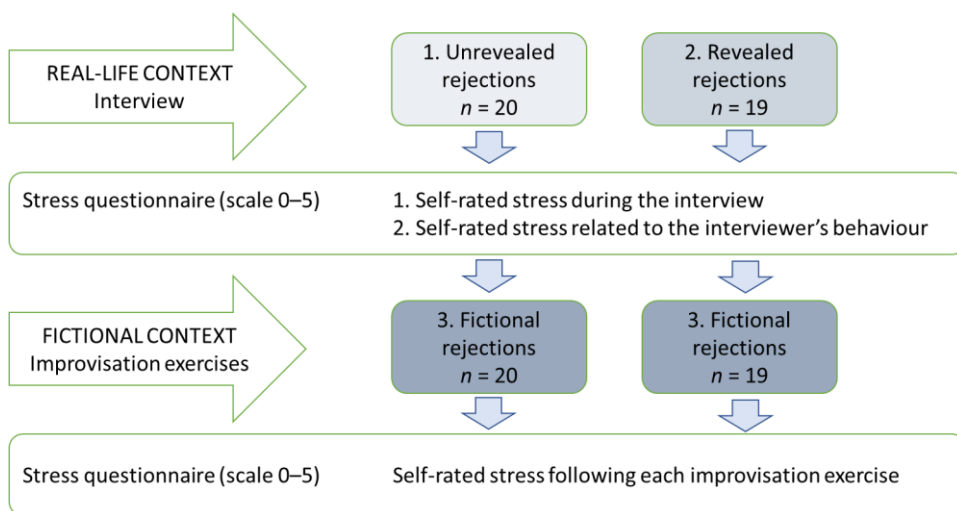 REAL-LIFE CONTEXT
Interview
1. Unrevealed
rejections
n = 20
2. Revealed
rejections
n = 19
Stress questionnaire (scale 0–5)
1. Self-rated stress during the interview
2. Self-rated stress related to the interviewer's behaviour
FICTIONAL CONTEXT
Improvisation exercises
3. Fictional
rejections
n = 20
3. Fictional
rejections
n = 19
Stress questionnaire (scale 0–5)
Self-rated stress following each improvisation exercise